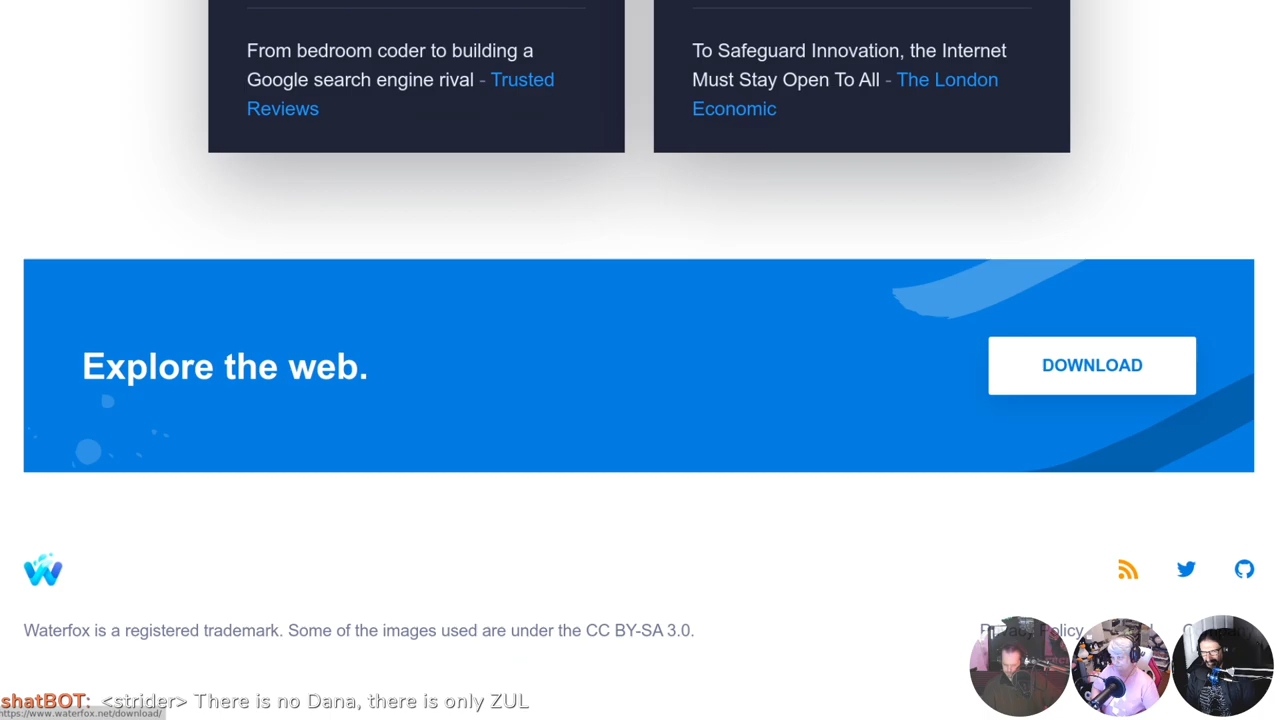 From bedroom coder to building a
Google search engine rival - Trusted
Reviews
To Safeguard Innovation, the Internet
Must Stay Open To All - The London
Economic
Explore the web.
DOWNLOAD
Waterfox is a registered trademark. Some of the images used are under the CC BY-SA 3.0.
Privacy Policy
shatBOT: <strider> There is no Dana, there is only ZUL
https://www.waterfox.net/download/